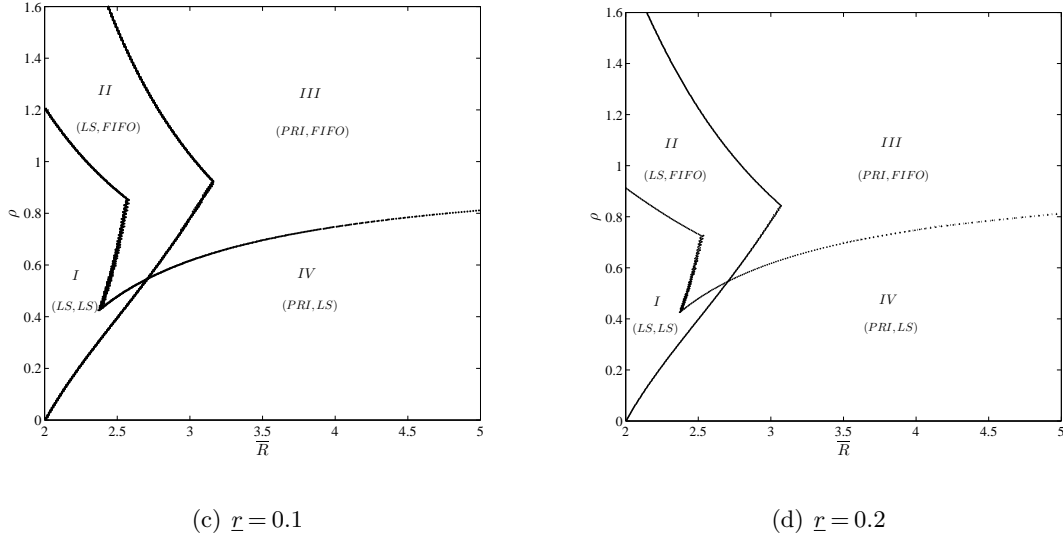 1.6
1.4
1.2
1
0.8
0.6
0.4
0.2
0
ρ
II
(LS, FIFO)
III
(PRI, FIFO)
I
(LS, LS)
IV
(PRI, LS)
2 2.5 3 3.5 4 4.5 5
R̅
(c) r̲ = 0.1
1.6
1.4
1.2
1
0.8
0.6
0.4
0.2
0
ρ
II
(LS, FIFO)
III
(PRI, FIFO)
I
(LS, LS)
IV
(PRI, LS)
2 2.5 3 3.5 4 4.5 5
R̅
(d) r̲ = 0.2